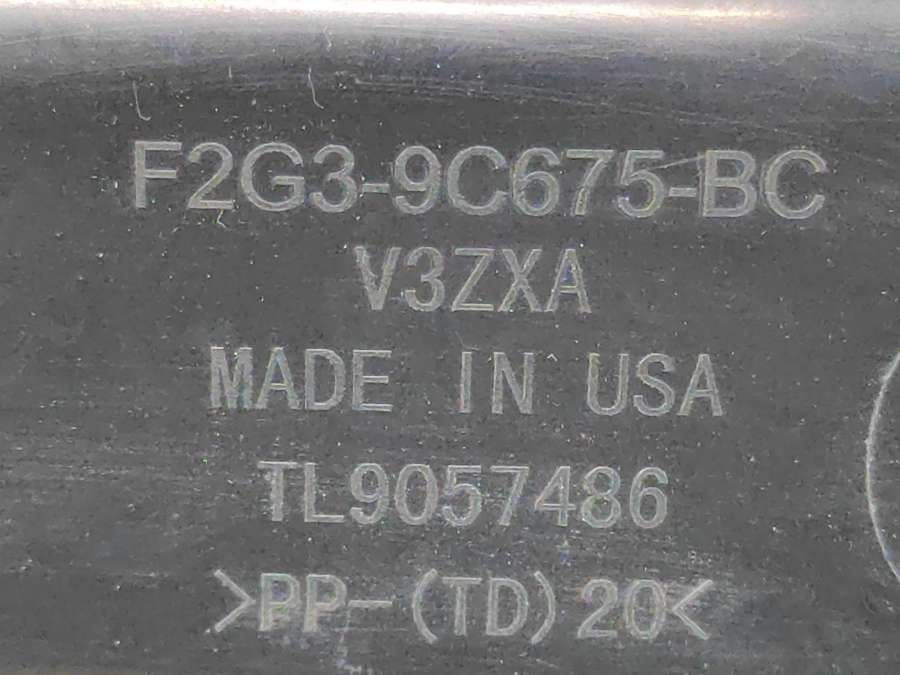 F2G3-9C675-BC
V3ZXA
MADE IN USA
TL9057486
>PP-(TD)20<